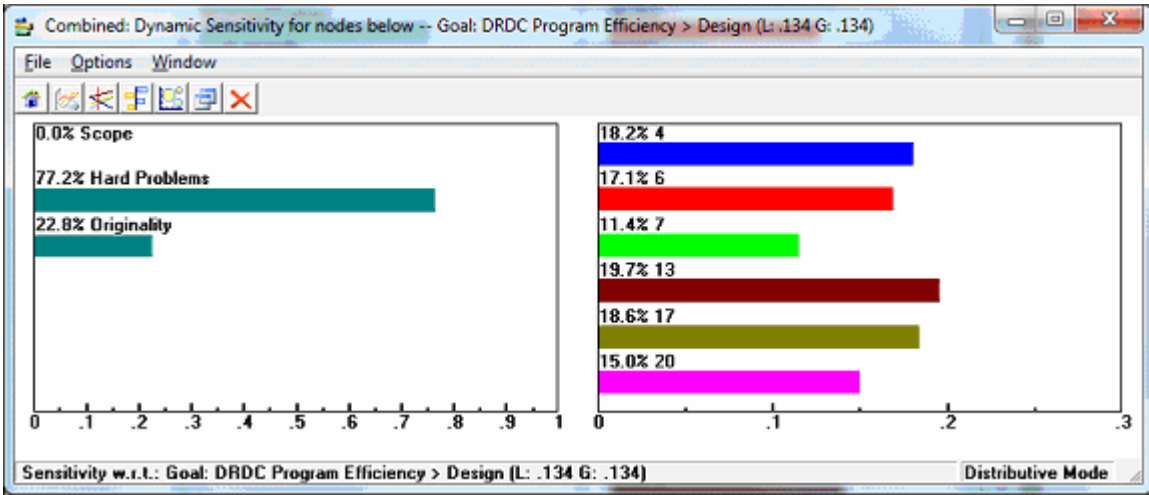 Combined: Dynamic Sensitivity for nodes below -- Goal: DRDC Program Efficiency > Design (L: .134 G: .134)
File Options Window
0.0% Scope
77.2% Hard Problems
22.8% Originality
0 .1 .2 .3 .4 .5 .6 .7 .8 .9 1
18.2% 4
17.1% 6
11.4% 7
19.7% 13
18.6% 17
15.0% 20
0 .1 .2 .3
Sensitivity w.r.t.: Goal: DRDC Program Efficiency > Design (L: .134 G: .134)
Distributive Mode